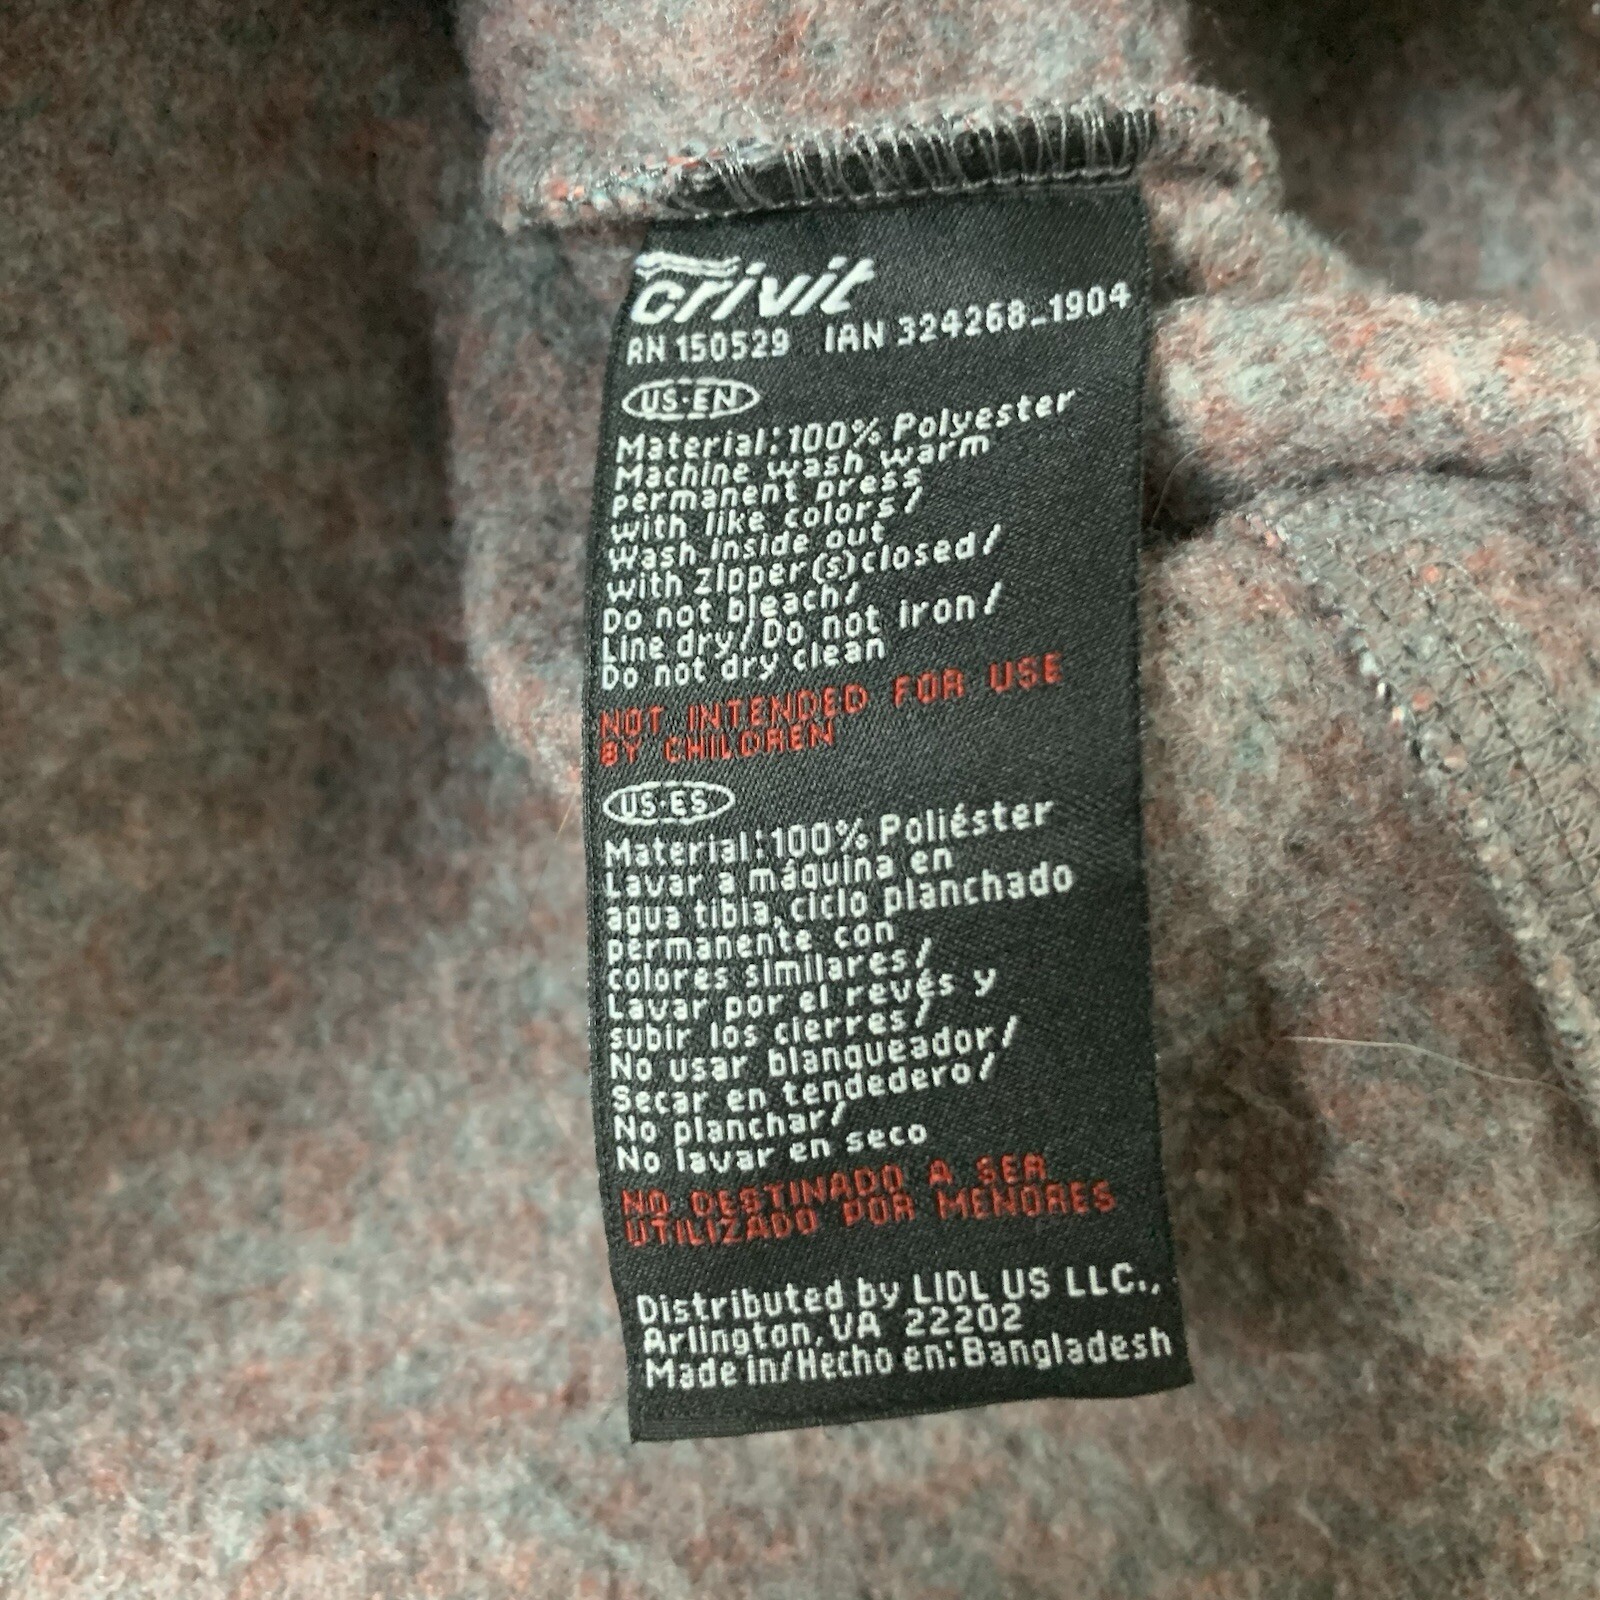 crivit
RN 150529 IAN 324268_1904
US-EN
Material:100% Polyester
Machine wash warm
permanent press
with like colors/
Wash inside out
with zipper(s)closed/
Do not bleach/
Line dry/Do not iron/
Do not dry clean
NOT INTENDED FOR USE
BY CHILDREN
US-ES
Material:100% Poliéster
Lavar a máquina en
agua tibla, ciclo planchado
permanente con
colores similares/
Lavar por el revés y
subir los cierres/
No usar blanqueador/
Secar en tendedero/
No planchar/
No lavar en seco
NO DESTINADO A SER
UTILIZADO POR MENORES
Distributed by LIDL US LLC.,
Arlington, VA 22202
Made in/Hecho en: Bangladesh